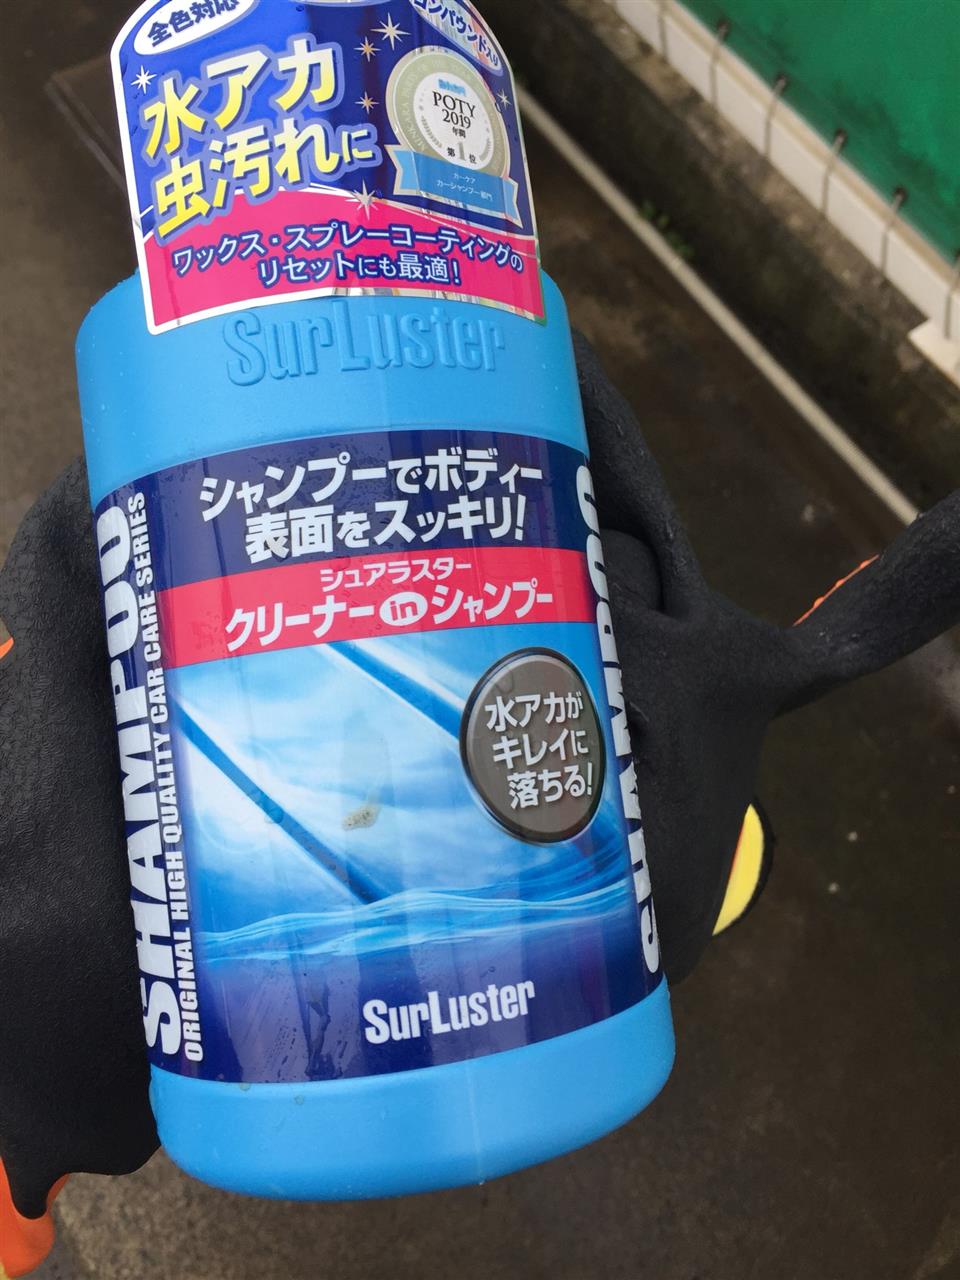 全色対応
コンパウンド入り
水アカ
虫汚れに
POTY
2019
年間
第1位
カーケア
カーシャンプー部門
ワックス・スプレーコーティングの
リセットにも最適！
SurLuster
シャンプーでボディー
表面をスッキリ！
シュアラスター
クリーナーinシャンプー
水アカが
キレイに
落ちる！
SurLuster
SHAMPOO
ORIGINAL HIGH QUALITY CAR CARE SERIES
SHAMPOO